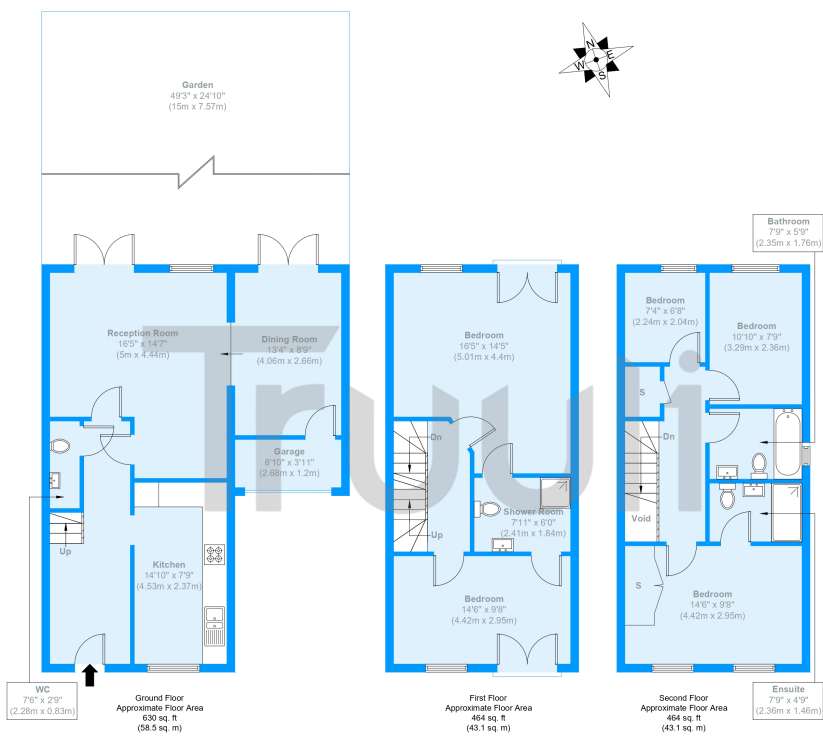 Garden
49'3" x 24'10"
(15m x 7.57m)
N
E
W
S
Bathroom
7'9" x 5'9"
(2.35m x 1.76m)
Reception Room
16'5" x 14'7"
(5m x 4.44m)
Dining Room
13'4" x 8'9"
(4.06m x 2.66m)
Garage
8'10" x 3'11"
(2.68m x 1.2m)
Up
Kitchen
14'10" x 7'9"
(4.53m x 2.37m)
WC
7'6" x 2'9"
(2.28m x 0.83m)
Ground Floor
Approximate Floor Area
630 sq. ft
(58.5 sq. m)
Bedroom
16'5" x 14'5"
(5.01m x 4.4m)
Dn
Up
Shower Room
7'11" x 6'0"
(2.41m x 1.84m)
Bedroom
14'6" x 9'8"
(4.42m x 2.95m)
First Floor
Approximate Floor Area
464 sq. ft
(43.1 sq. m)
Bedroom
7'4" x 6'8"
(2.24m x 2.04m)
Bedroom
10'10" x 7'9"
(3.29m x 2.36m)
S
Dn
Void
S
Bedroom
14'6" x 9'8"
(4.42m x 2.95m)
Ensuite
7'9" x 4'9"
(2.36m x 1.46m)
Second Floor
Approximate Floor Area
464 sq. ft
(43.1 sq. m)
Truuli